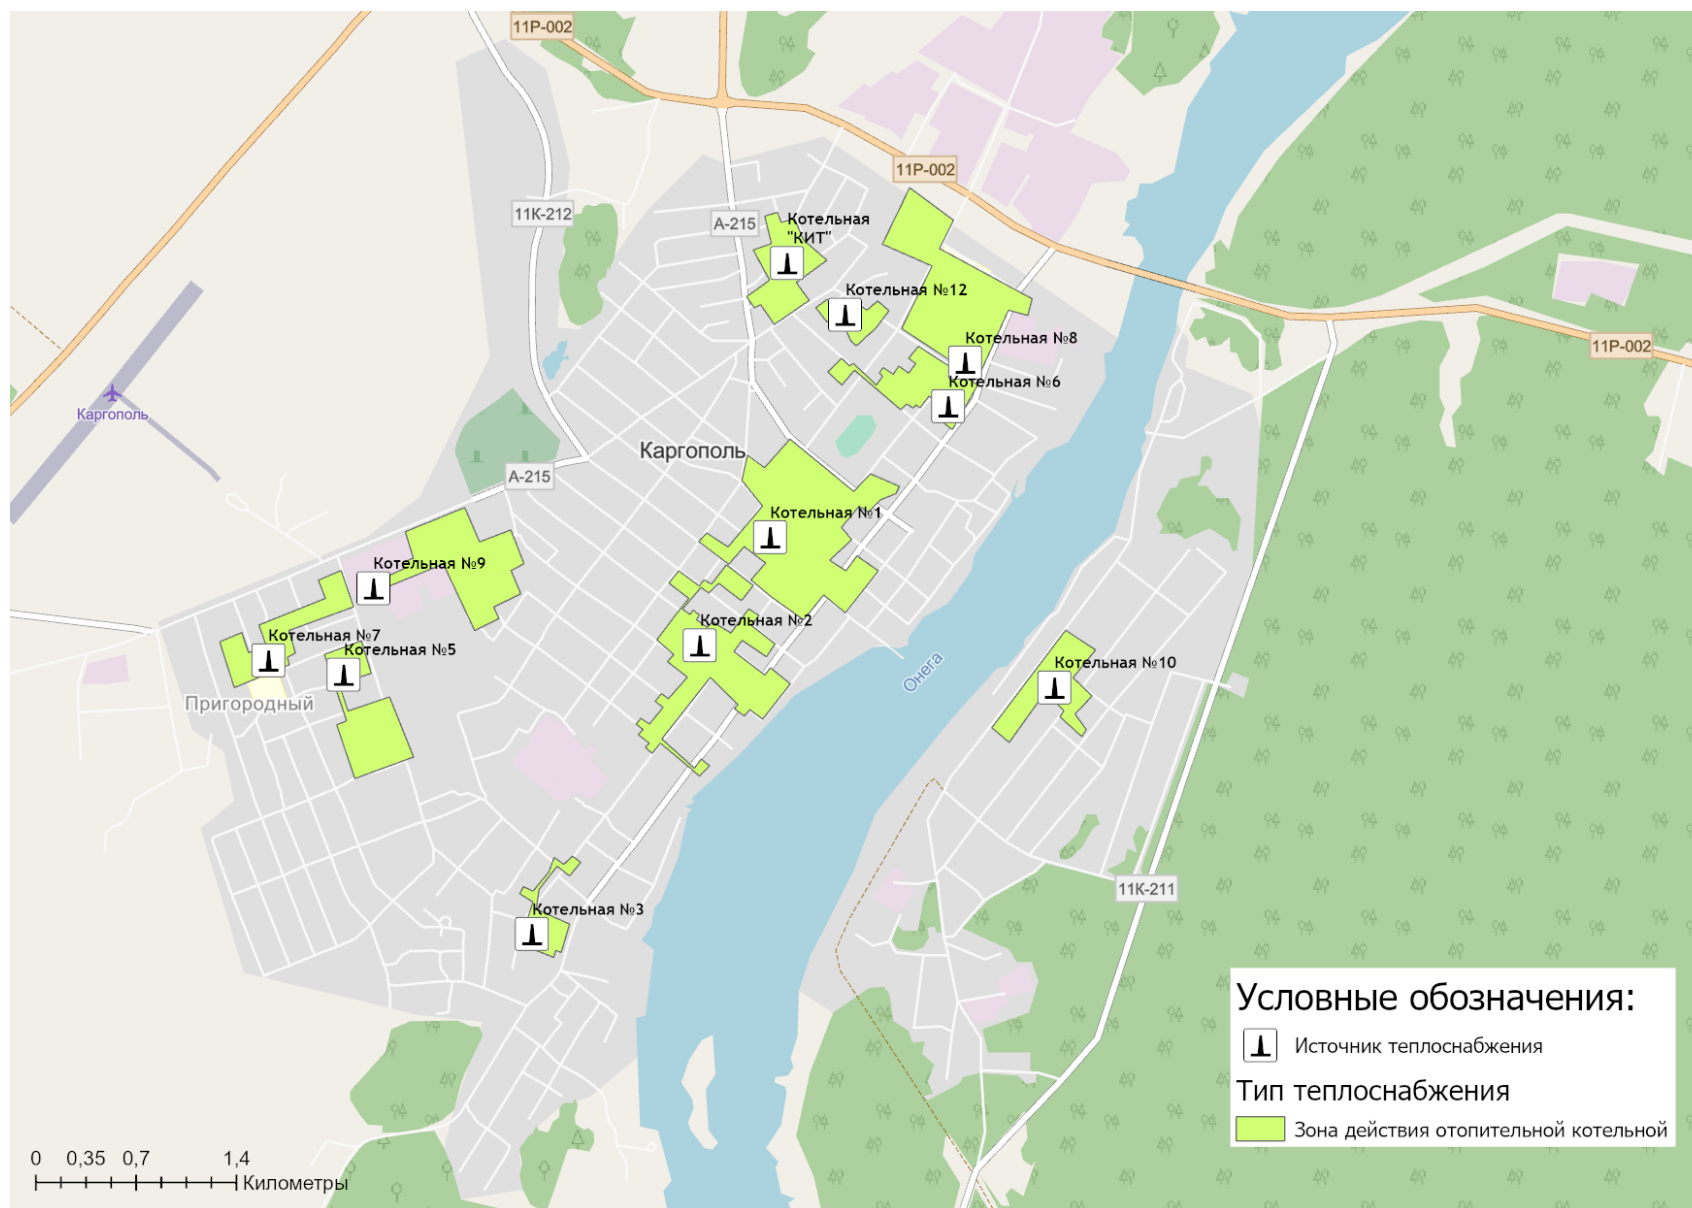 11Р-002
11Р-002
11К-212
А-215
Котельная
"КИТ"
Котельная №12
Котельная №8
11Р-002
Котельная №6
Каргополь
Каргополь
А-215
Котельная №1
Котельная №9
Котельная №2
Котельная №7
Котельная №5
Онега
Котельная №10
Пригородный
11К-211
Котельная №3
Условные обозначения:
Источник теплоснабжения
Тип теплоснабжения
Зона действия отопительной котельной
0 0,35 0,7 1,4
Километры